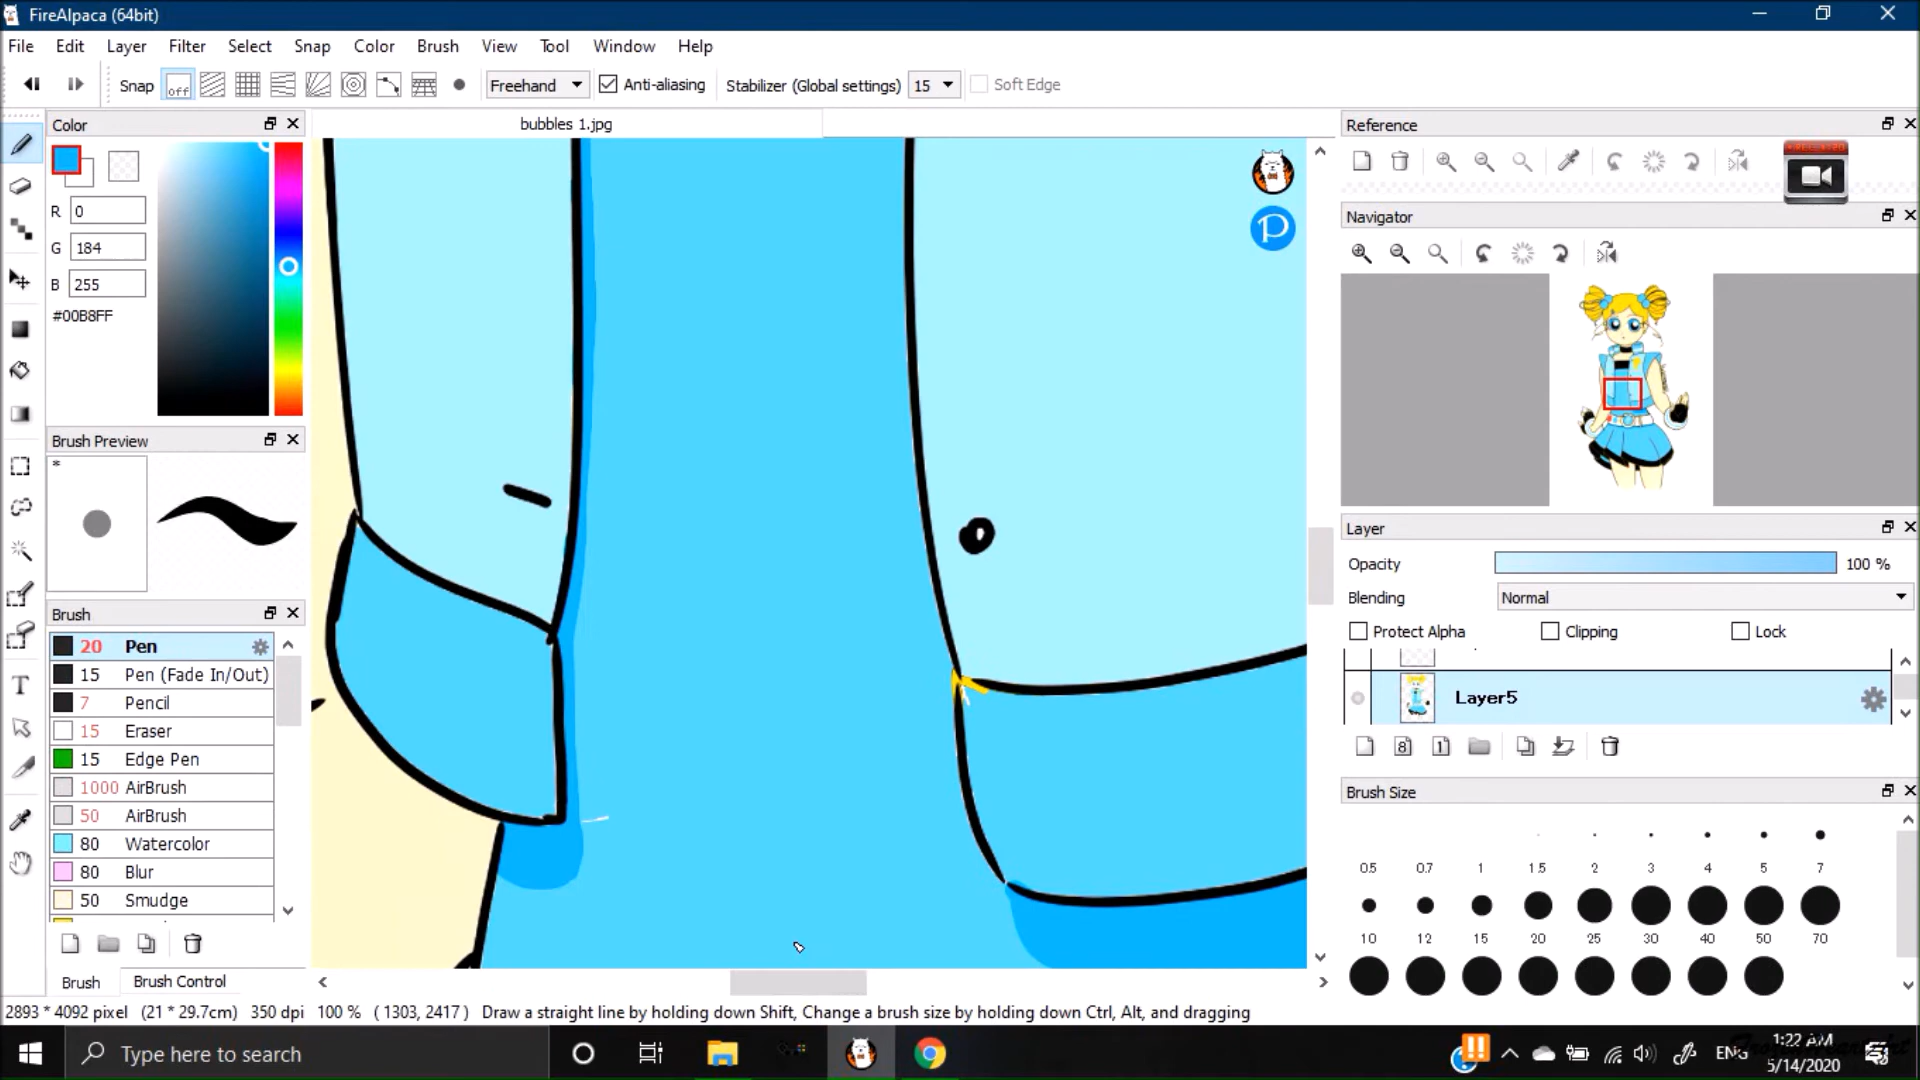 FireAlpaca (64bit)
File Edit Layer Filter Select Snap Color Brush View Tool Window Help
Snap off Freehand Anti-aliasing Stabilizer (Global settings) 15 Soft Edge
Color
bubbles 1.jpg
Reference
R 0
G 184
B 255
#00B8FF
P
Navigator
Brush Preview
*
Layer
Opacity 100 %
Blending Normal
Protect Alpha Clipping Lock
Layer5
8 1
Brush
20 Pen
15 Pen (Fade In/Out)
7 Pencil
15 Eraser
15 Edge Pen
1000 AirBrush
50 AirBrush
80 Watercolor
80 Blur
50 Smudge
T
Brush Brush Control
Brush Size
0.5 0.7 1 1.5 2 3 4 5 7
10 12 15 20 25 30 40 50 70
2893 * 4092 pixel (21 * 29.7cm) 350 dpi 100 % ( 1303, 2417 ) Draw a straight line by holding down Shift, Change a brush size by holding down Ctrl, Alt, and dragging
Type here to search
ENG
1:22 AM
5/14/2020